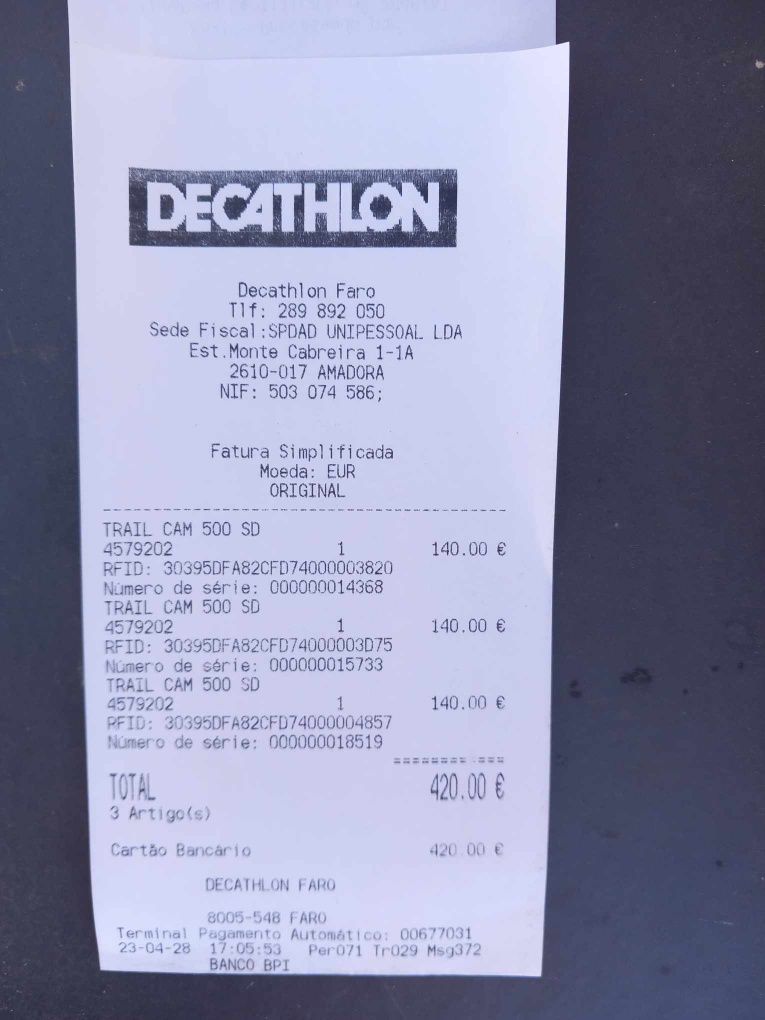 DECATHLON
Decathlon Faro
Tlf: 289 892 050
Sede Fiscal:SPDAD UNIPESSOAL LDA
Est.Monte Cabreira 1-1A
2610-017 AMADORA
NIF: 503 074 586;
Fatura Simplificada
Moeda: EUR
ORIGINAL
TRAIL CAM 500 SD
4579202 1 140.00 €
RFID: 30395DFA82CFD74000003820
Número de série: 000000014368
TRAIL CAM 500 SD
4579202 1 140.00 €
RFID: 30395DFA82CFD74000003D75
Número de série: 000000015733
TRAIL CAM 500 SD
4579202 1 140.00 €
RFID: 30395DFA82CFD74000004857
Número de série: 000000018519
TOTAL 420.00 €
3 Artigo(s)
Cartão Bancário 420.00 €
DECATHLON FARO
8005-548 FARO
Terminal Pagamento Automático: 00677031
23-04-28 17:05:53 Per071 Tr029 Msg372
BANCO BPI